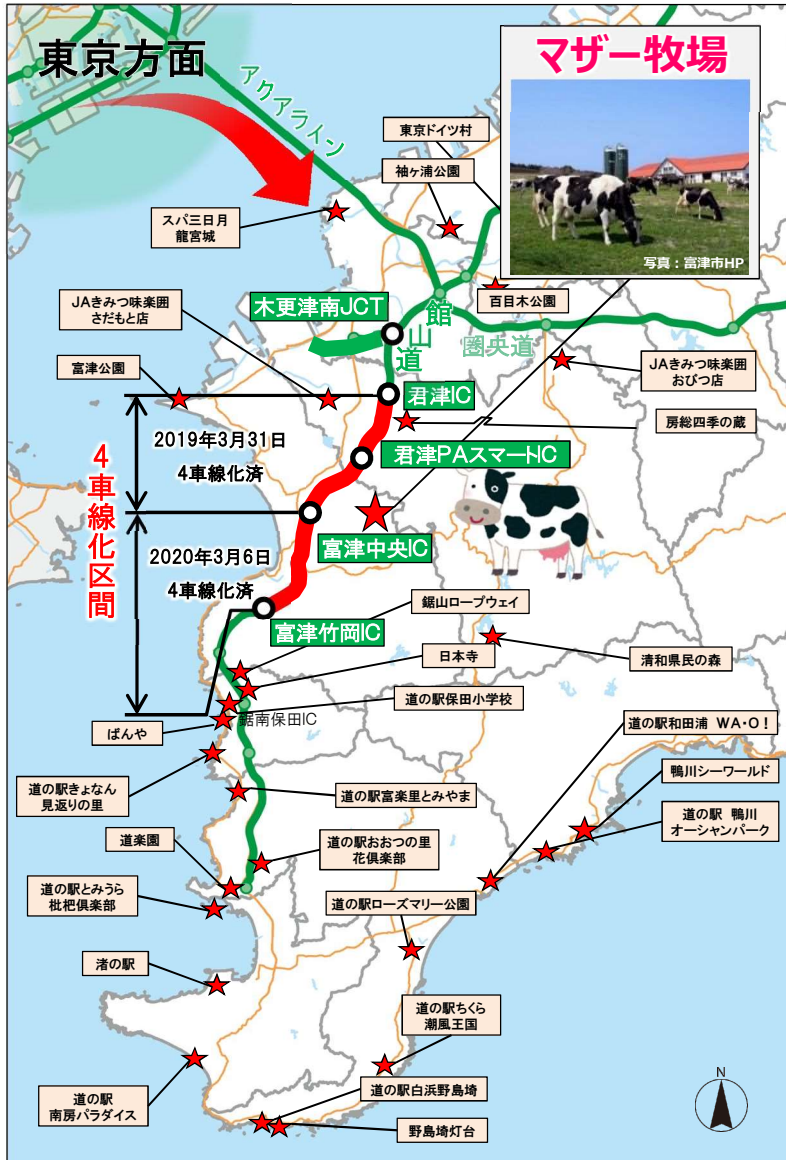 東京方面
アクアライン
マザー牧場
写真：富津市HP
東京ドイツ村
袖ヶ浦公園
スパ三日月
龍宮城
百目木公園
JAきみつ味楽囲
さだもと店
木更津南JCT
館山道
圏央道
富津公園
JAきみつ味楽囲
おびつ店
君津IC
房総四季の蔵
2019年3月31日
4車線化済
君津PAスマートIC
4車線化区間
富津中央IC
2020年3月6日
4車線化済
鋸山ロープウェイ
富津竹岡IC
日本寺
清和県民の森
道の駅保田小学校
鋸南保田IC
ばんや
道の駅和田浦 WA・O！
鴨川シーワールド
道の駅きょなん
見返りの里
道の駅富楽里とみやま
道の駅 鴨川
オーシャンパーク
道楽園
道の駅おおつの里
花倶楽部
道の駅とみうら
枇杷倶楽部
道の駅ローズマリー公園
渚の駅
道の駅ちくら
潮風王国
道の駅
南房パラダイス
道の駅白浜野島埼
野島埼灯台
N